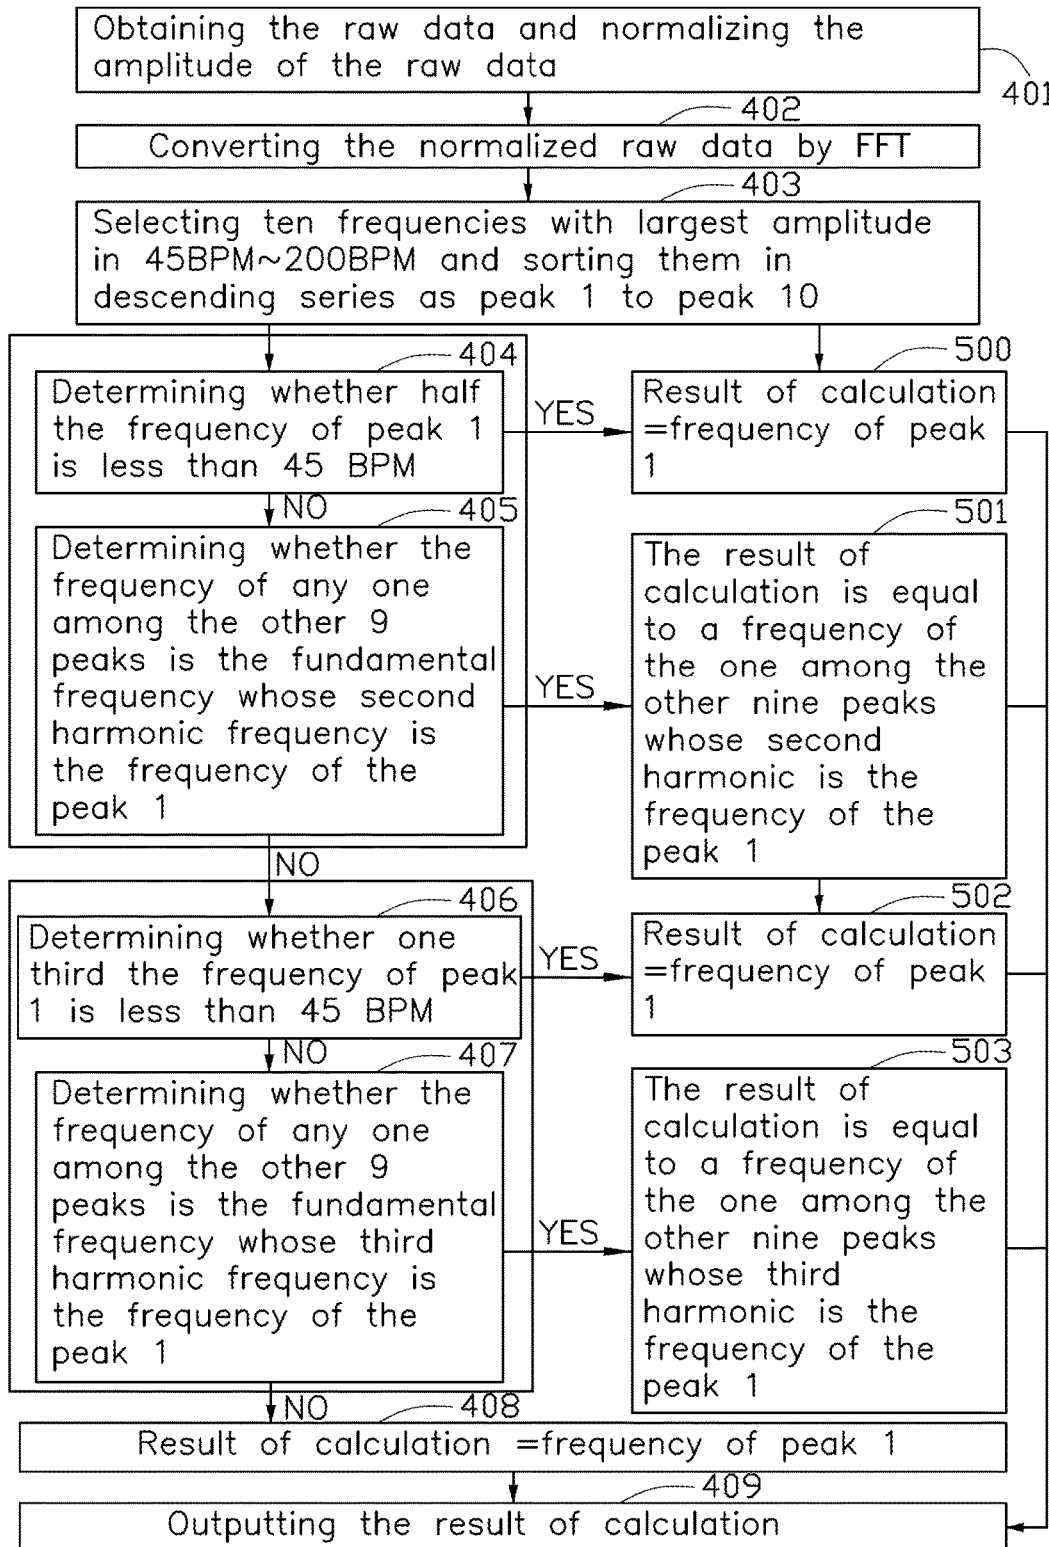 Obtaining the raw data and normalizing the
amplitude of the raw data
401
402
Converting the normalized raw data by FFT
403
Selecting ten frequencies with largest amplitude
in 45BPM~200BPM and sorting them in
descending series as peak 1 to peak 10
404
Determining whether half
the frequency of peak 1
is less than 45 BPM
YES
500
Result of calculation
=frequency of peak
1
NO
405
Determining whether the
frequency of any one
among the other 9
peaks is the fundamental
frequency whose second
harmonic frequency is
the frequency of the
peak 1
YES
501
The result of
calculation is equal
to a frequency of
the one among the
other nine peaks
whose second
harmonic is the
frequency of the
peak 1
NO
406
Determining whether one
third the frequency of peak
1 is less than 45 BPM
YES
502
Result of calculation
=frequency of peak
1
NO
407
Determining whether the
frequency of any one
among the other 9
peaks is the fundamental
frequency whose third
harmonic frequency is
the frequency of the
peak 1
YES
503
The result of
calculation is equal
to a frequency of
the one among the
other nine peaks
whose third
harmonic is the
frequency of the
peak 1
NO
408
Result of calculation =frequency of peak 1
409
Outputting the result of calculation